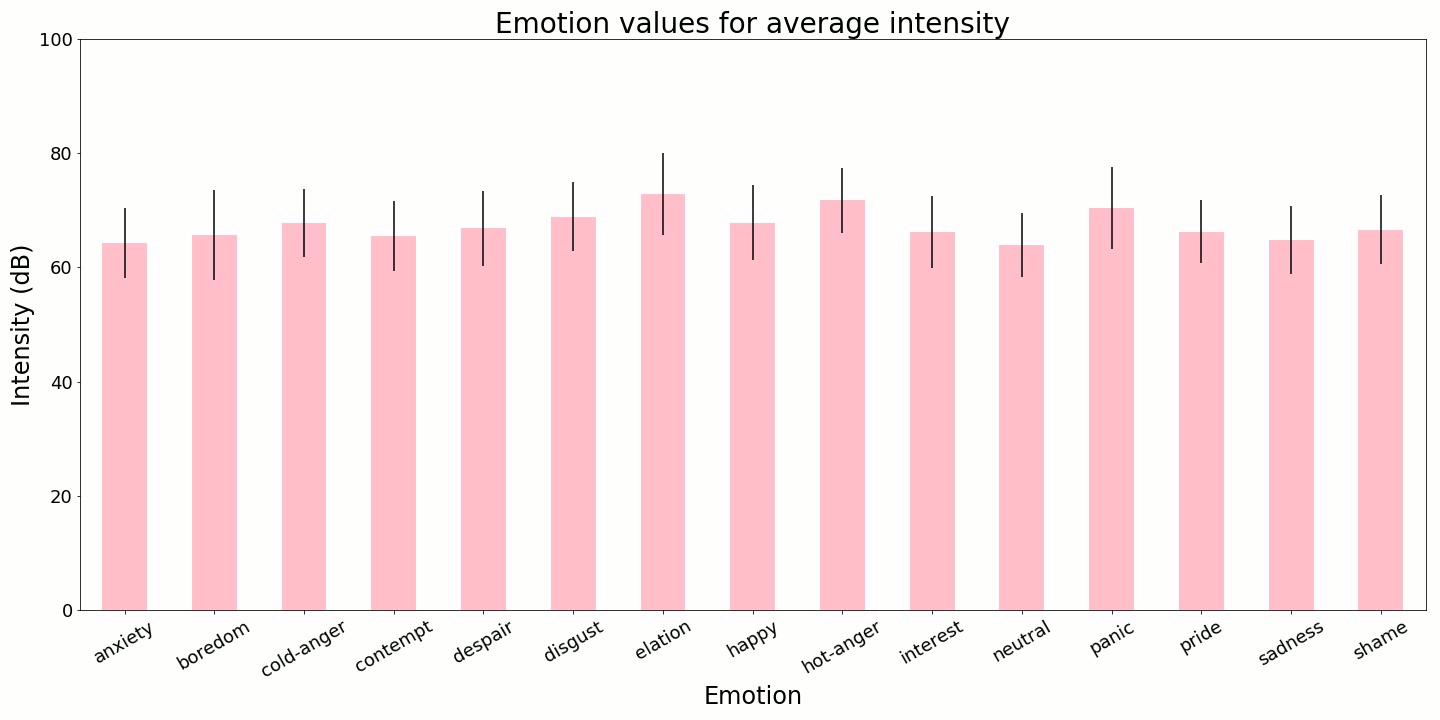 Emotion values for average intensity
100
80
60
40
20
0
Intensity (dB)
anxiety
boredom
cold-anger
contempt
despair
disgust
elation
happy
hot-anger
interest
neutral
panic
pride
sadness
shame
Emotion